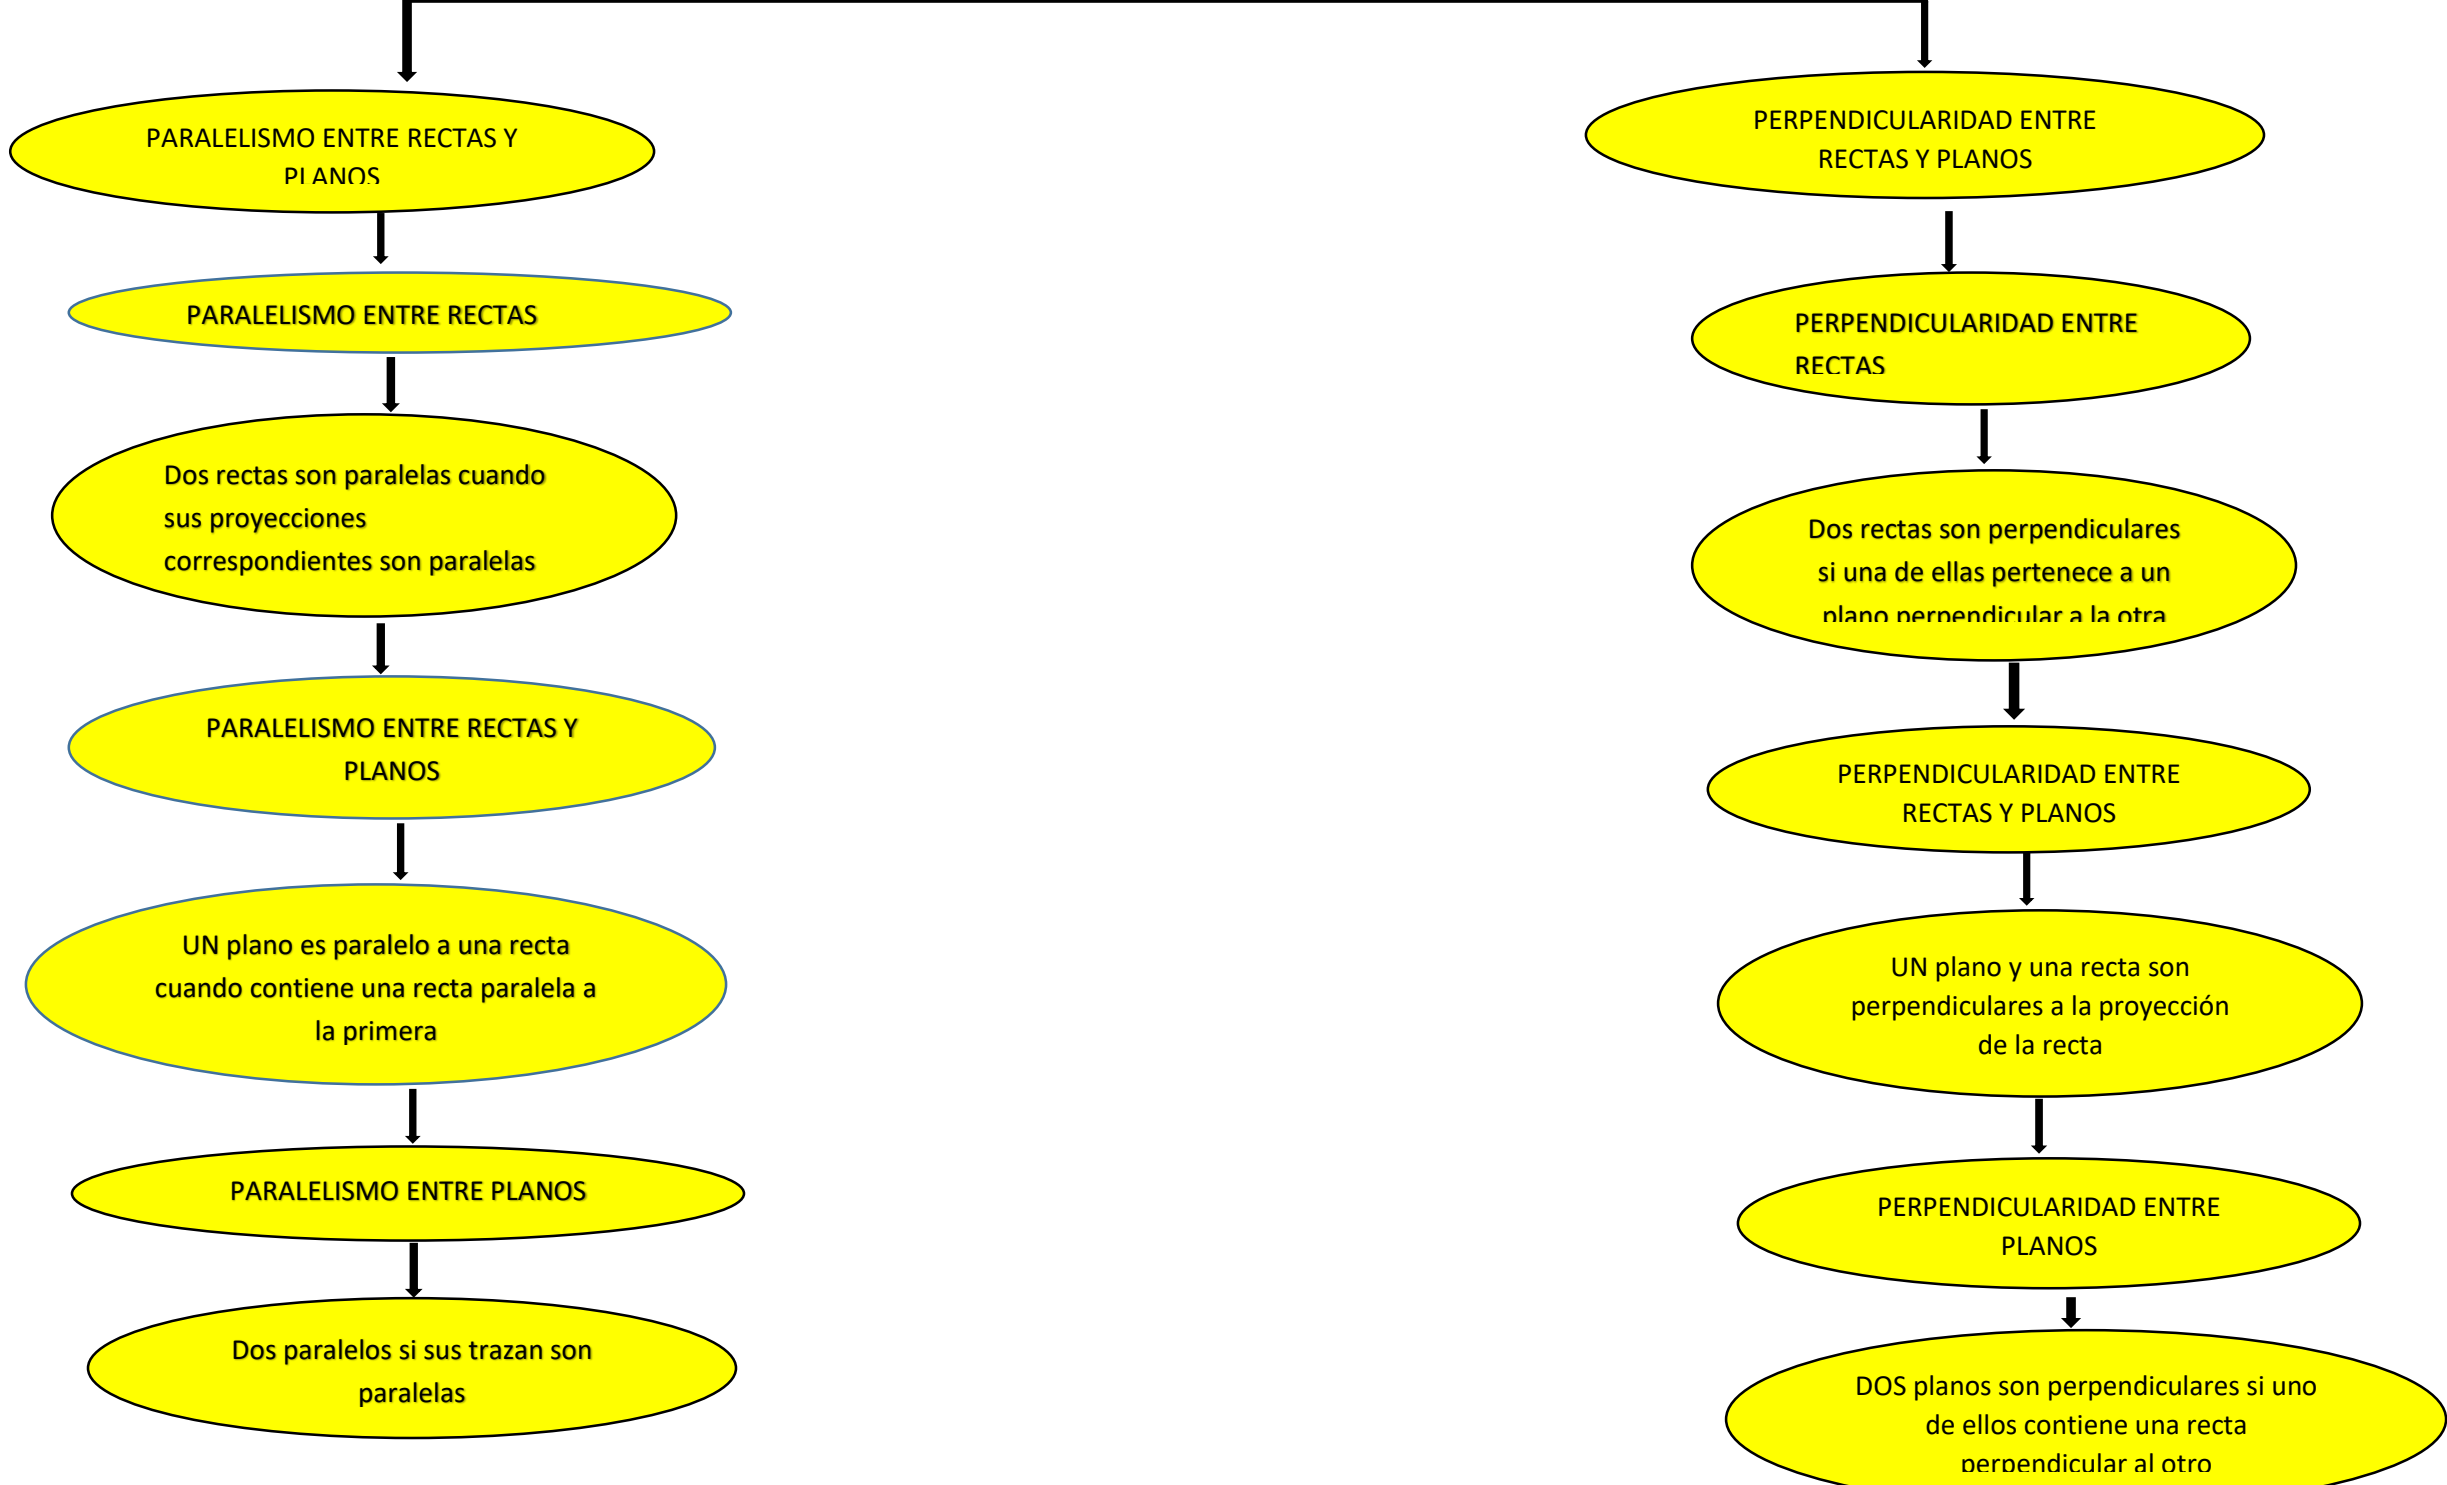 PARALELISMO ENTRE RECTAS Y
PLANOS
PARALELISMO ENTRE RECTAS
Dos rectas son paralelas cuando
sus proyecciones
correspondientes son paralelas
PARALELISMO ENTRE RECTAS Y
PLANOS
UN plano es paralelo a una recta
cuando contiene una recta paralela a
la primera
PARALELISMO ENTRE PLANOS
Dos paralelos si sus trazan son
paralelas
PERPENDICULARIDAD ENTRE
RECTAS Y PLANOS
PERPENDICULARIDAD ENTRE
RECTAS
Dos rectas son perpendiculares
si una de ellas pertenece a un
plano perpendicular a la otra
PERPENDICULARIDAD ENTRE
RECTAS Y PLANOS
UN plano y una recta son
perpendiculares a la proyección
de la recta
PERPENDICULARIDAD ENTRE
PLANOS
DOS planos son perpendiculares si uno
de ellos contiene una recta
perpendicular al otro